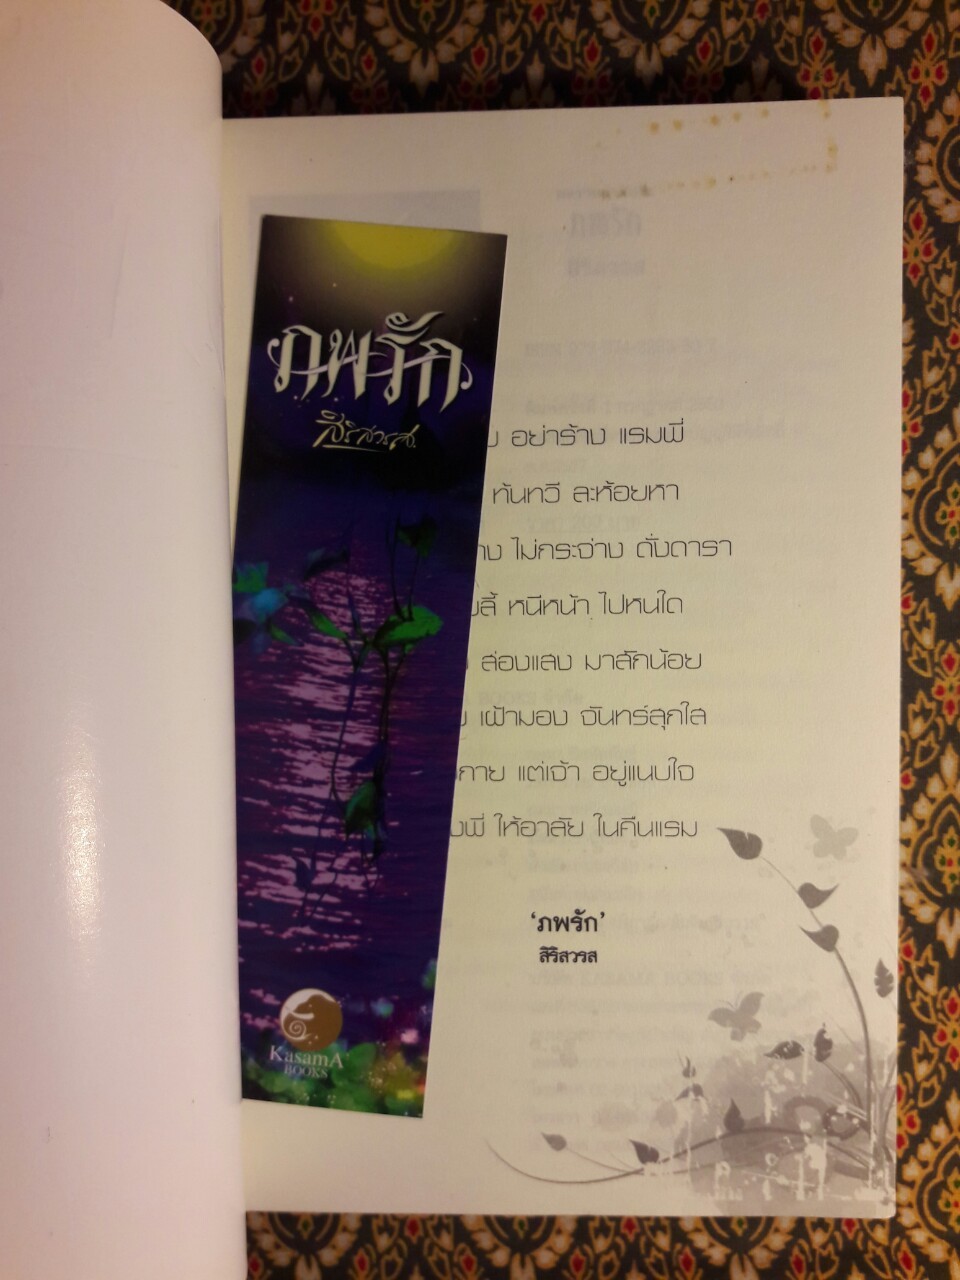 ภพรัก
สิริสวรส
อย่าร้าง แรมพี่
ทันทวี ละห้อยหา
ไม่กระจ่าง ดั่งดารา
หนีหน้า ไปหนใด
ส่องแสง มาสักน้อย
เฝ้ามอง จันทร์สุกใส
กาย แต่เจ้า อยู่แนบใจ
พี่ ให้อาลัย ในคืนแรม
'ภพรัก'
สิริสวรส
KasamA
BOOKS